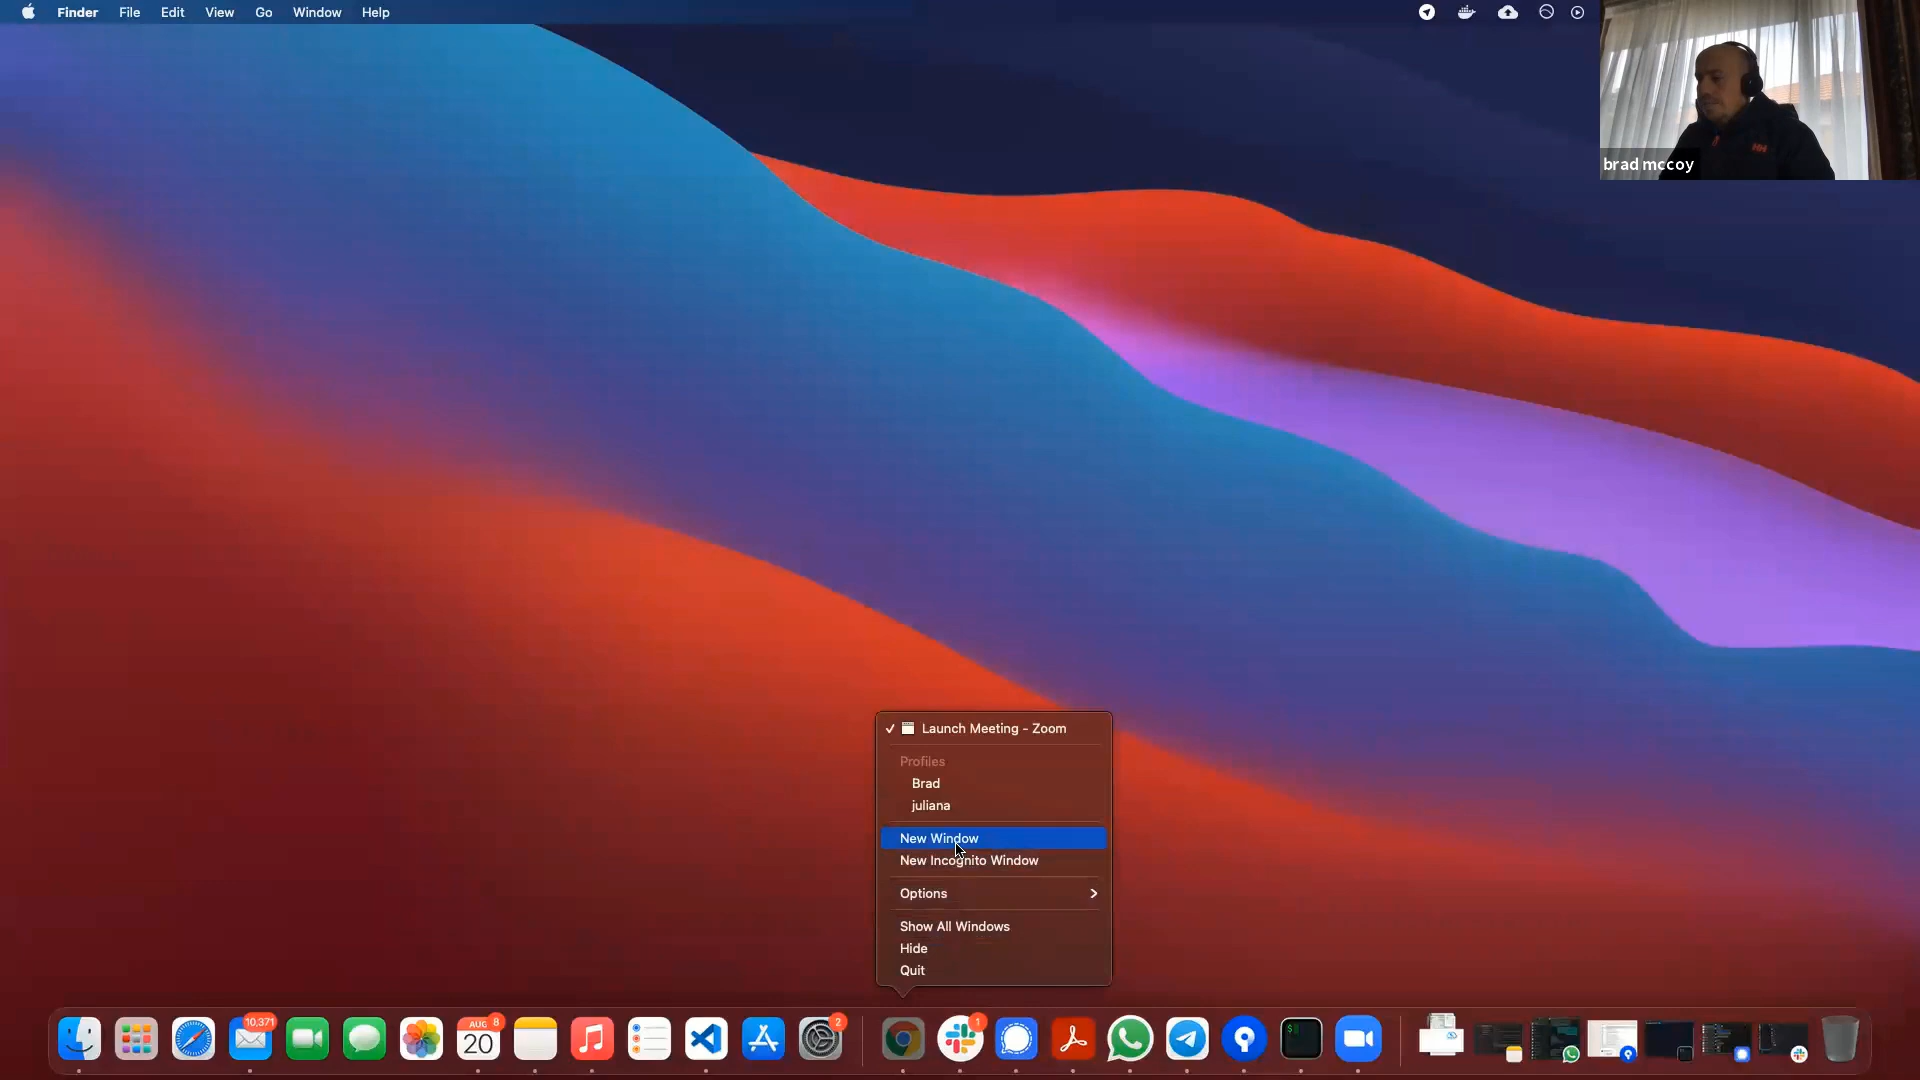 Finder File Edit View Go Window Help
brad mccoy
Launch Meeting - Zoom
Profiles
Brad
juliana
New Window
New Incognito Window
Options
Show All Windows
Hide
Quit
10,371
AUG 8
20
2
1